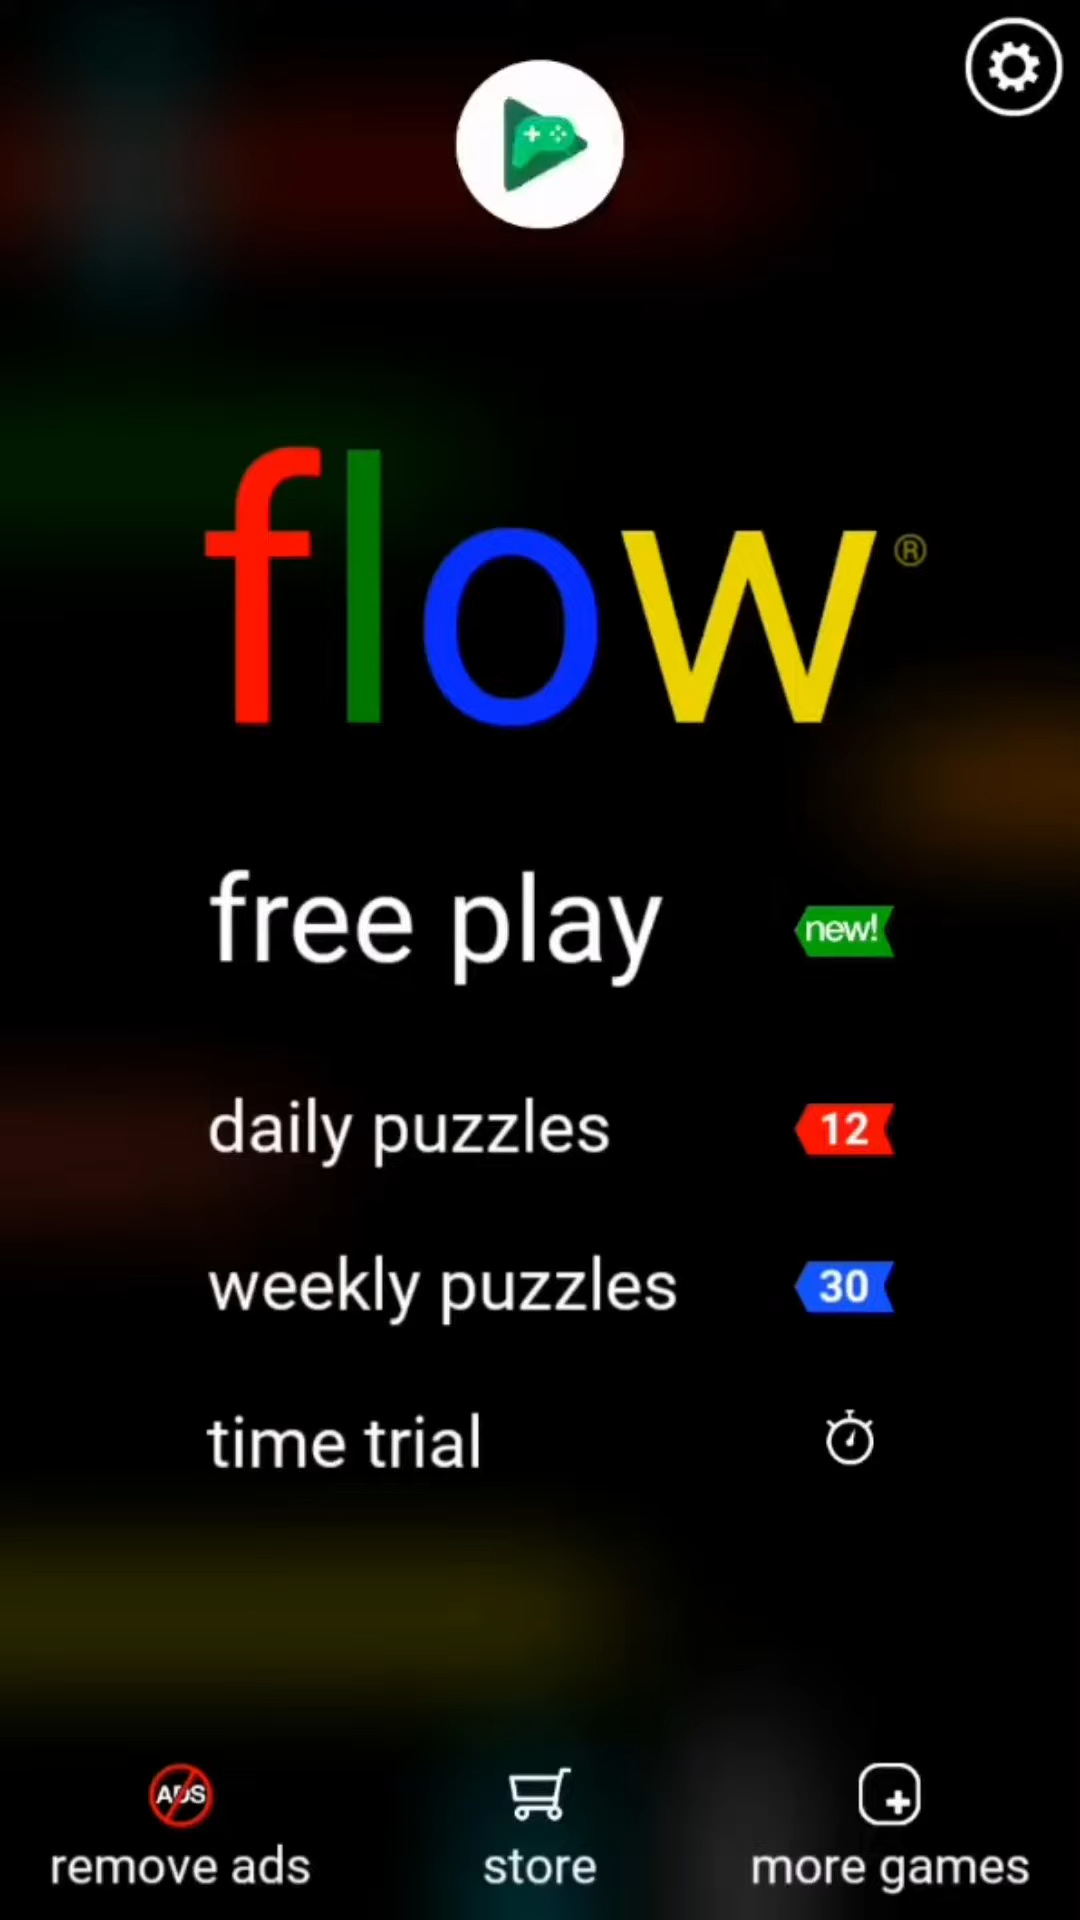 flow®
free play new!
daily puzzles 12
weekly puzzles 30
time trial
ADS
remove ads store more games